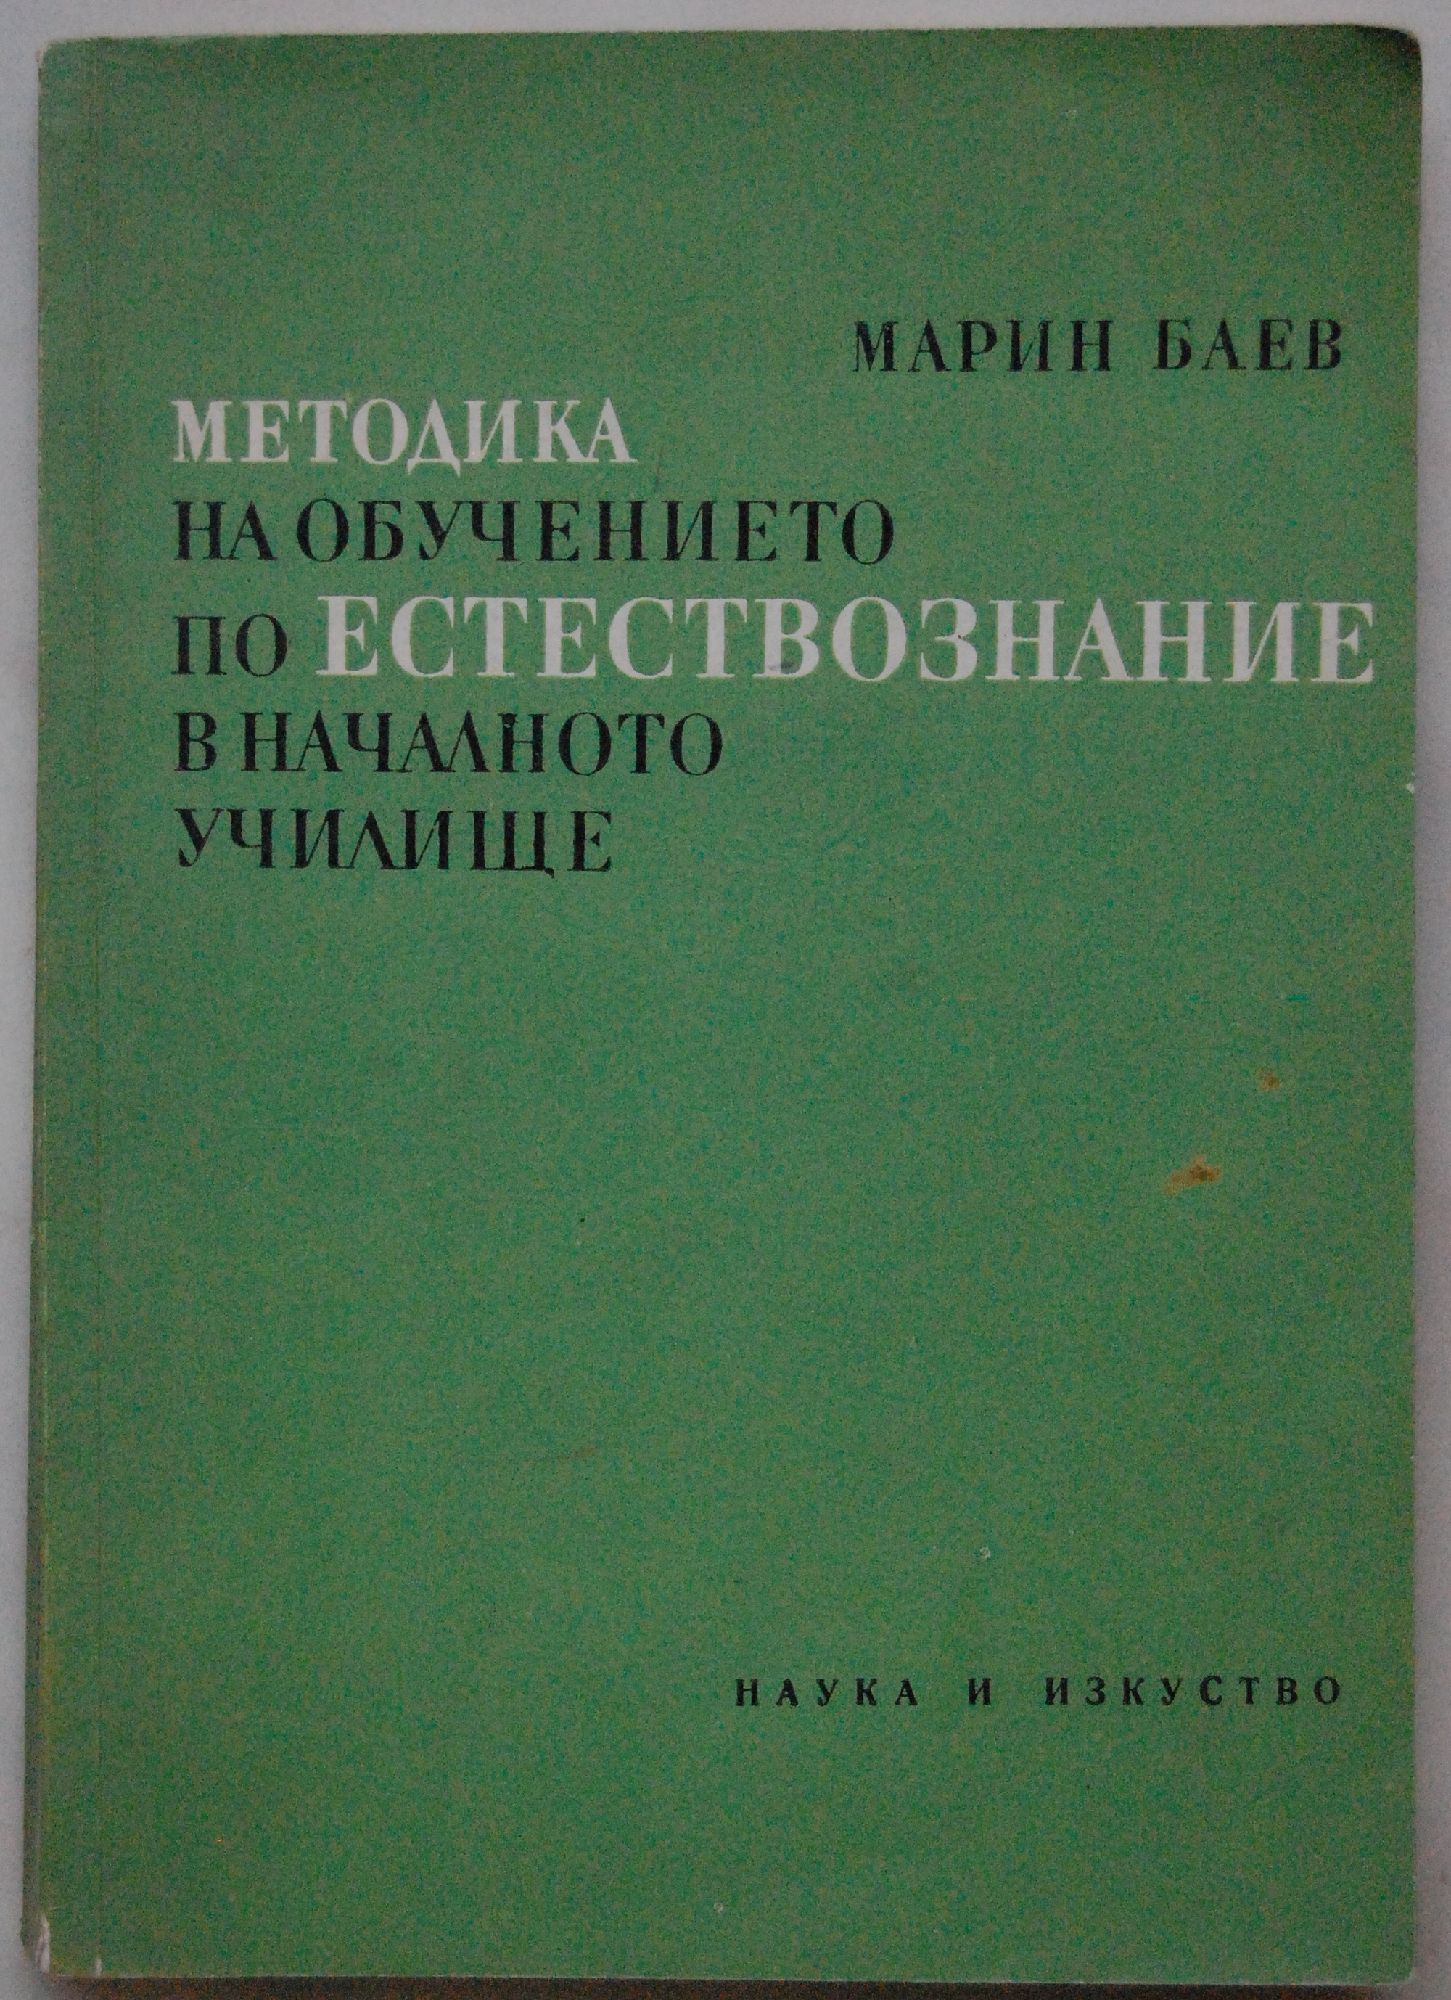 МАРИН БАЕВ
МЕТОДИКА
НА ОБУЧЕНИЕТО
ПО ЕСТЕСТВОЗНАНИЕ
В НАЧАЛНОТО
УЧИЛИЩЕ
НАУКА И ИЗКУСТВО